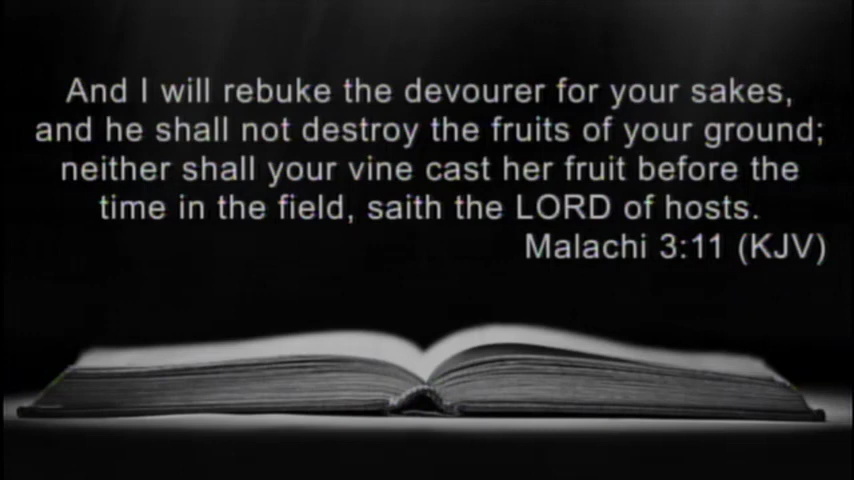 And I will rebuke the devourer for your sakes,
and he shall not destroy the fruits of your ground;
neither shall your vine cast her fruit before the
time in the field, saith the LORD of hosts.
Malachi 3:11 (KJV)